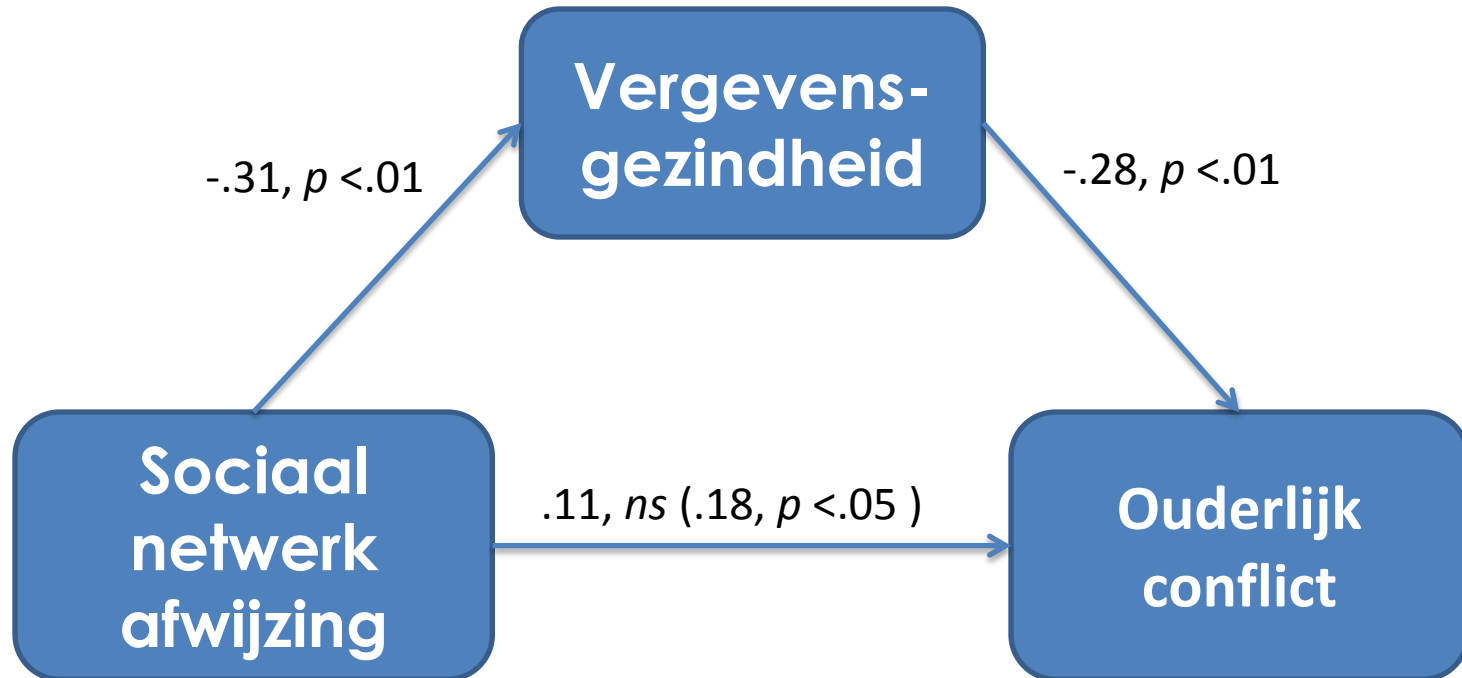 Vergevens-
gezindheid
-.31, p <.01
-.28, p <.01
Sociaal
netwerk
afwijzing
.11, ns (.18, p <.05 )
Ouderlijk
conflict